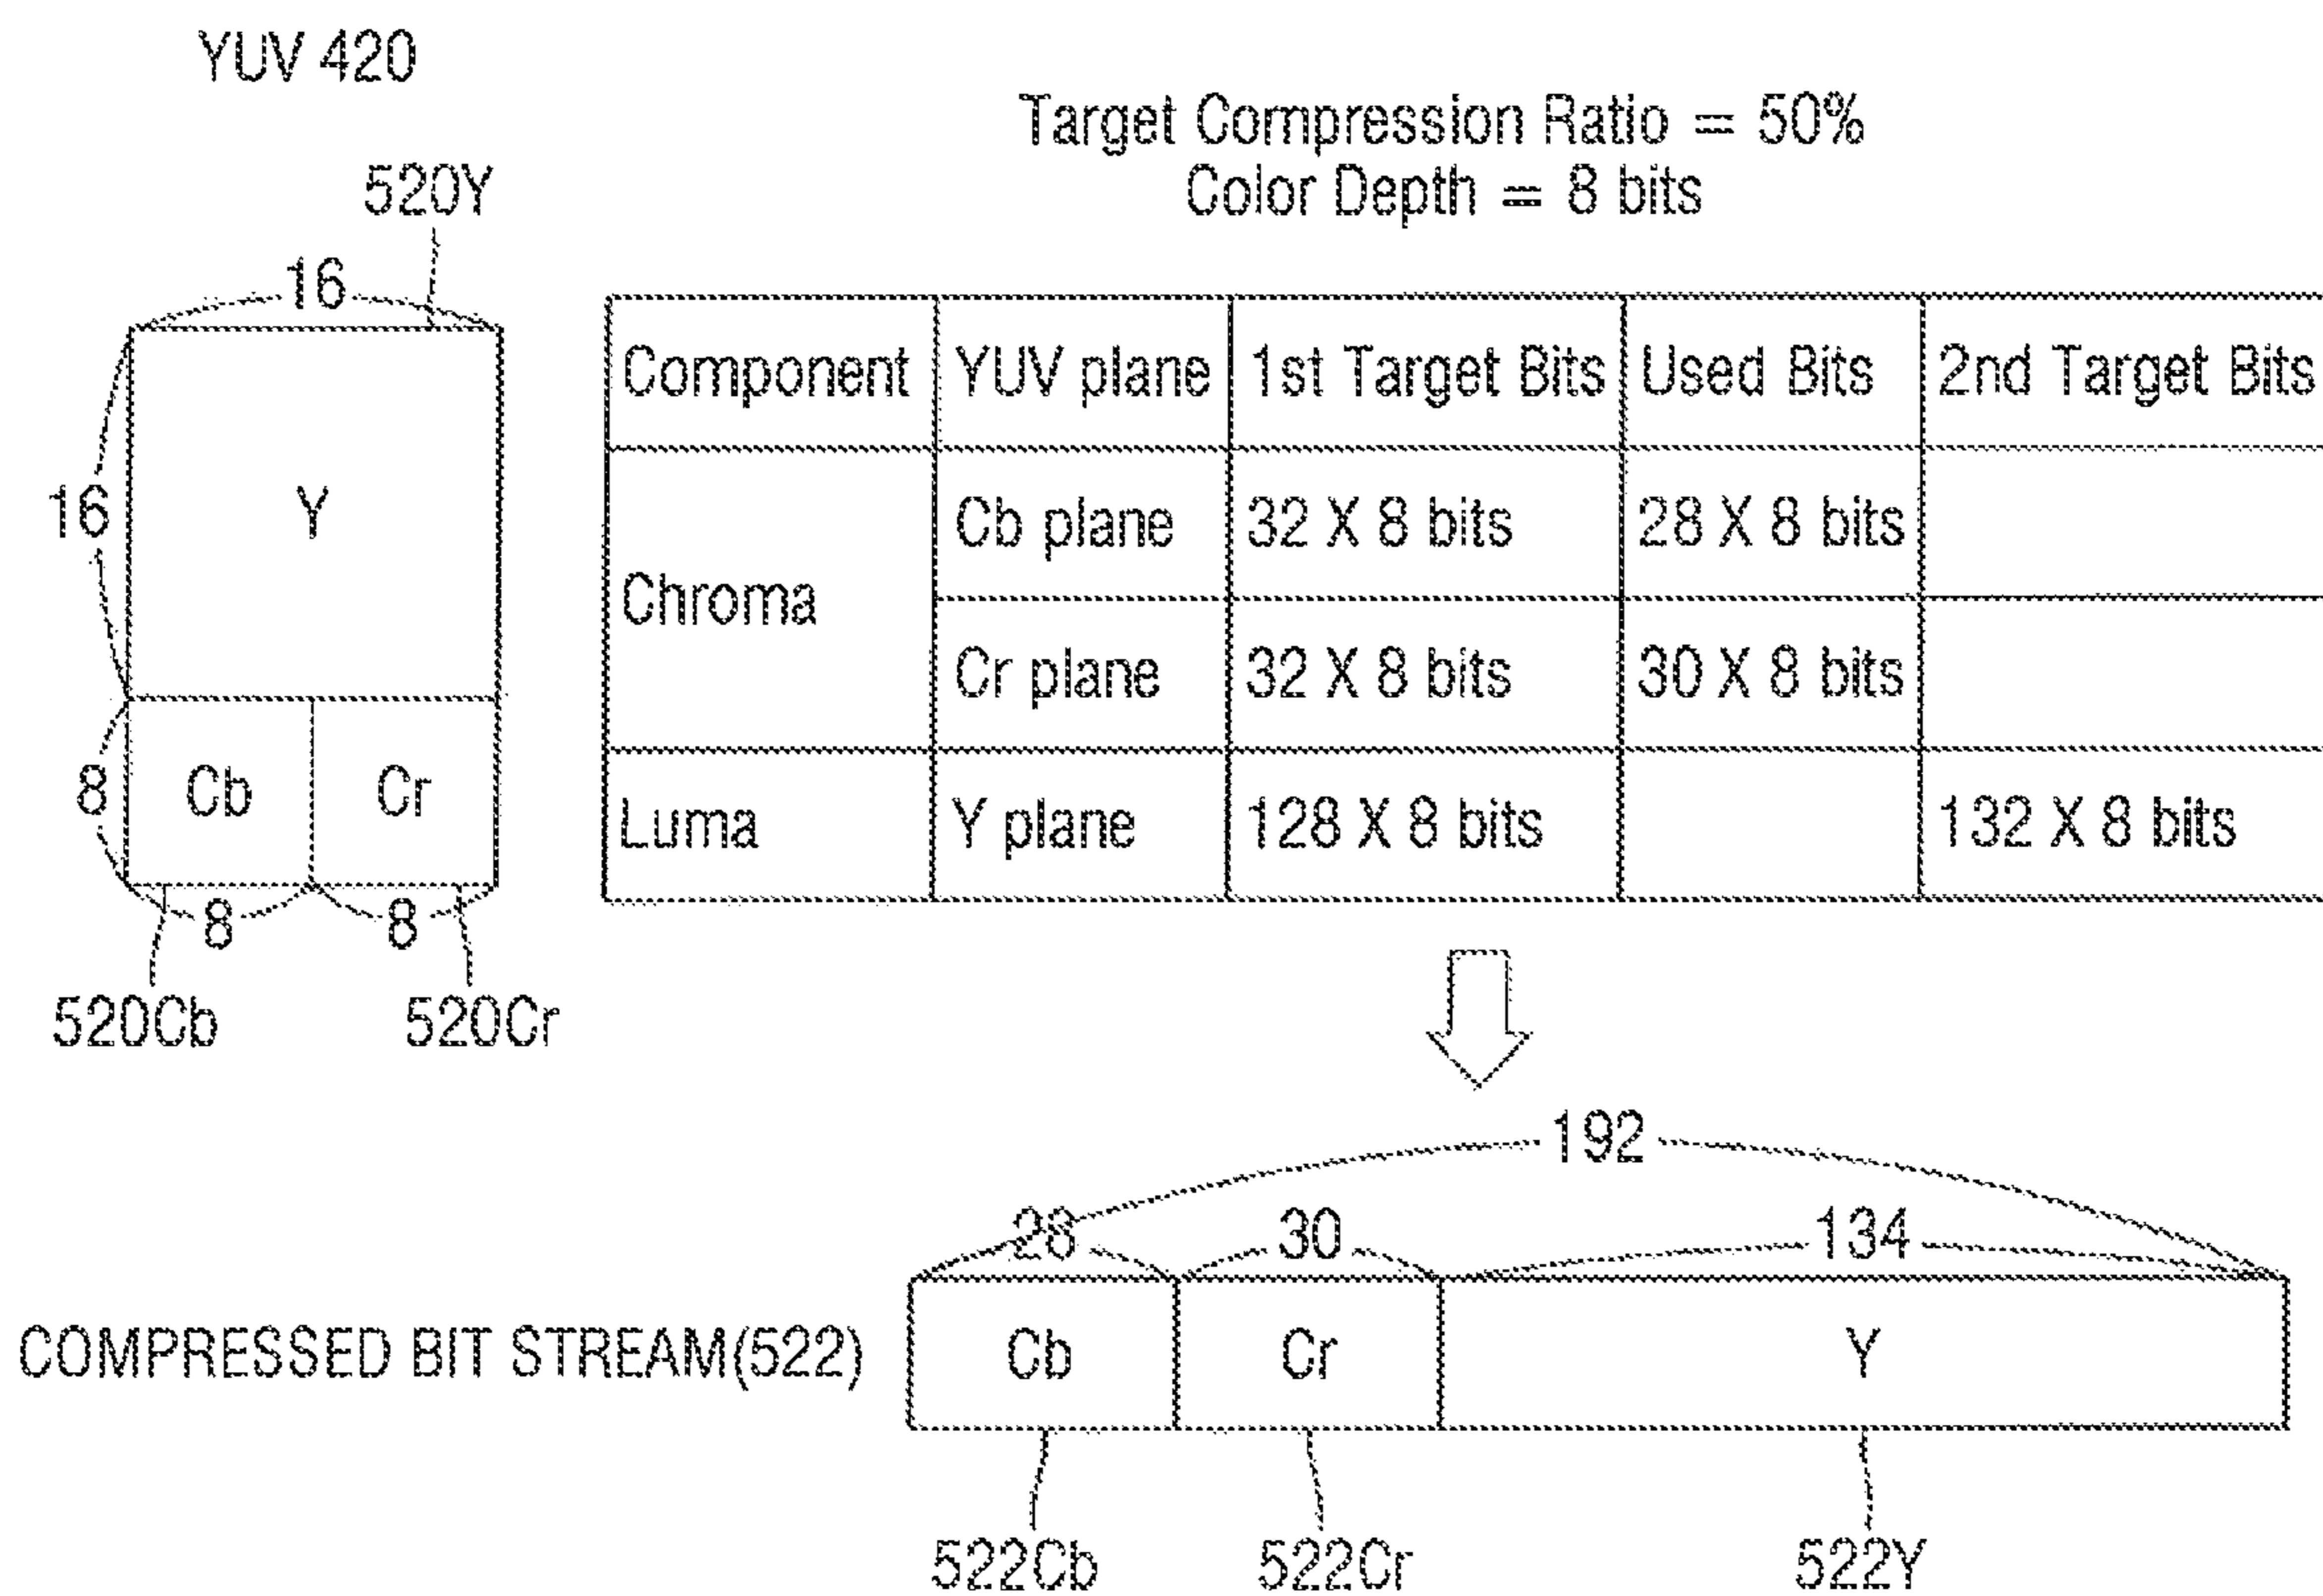 YUV 420
Target Compression Ratio = 50%
Color Depth = 8 bits
520Y
16
16
Y
8
Cb
Cr
8
8
520Cb
520Cr
Component YUV plane 1st Target Bits Used Bits 2nd Target Bits
Chroma
Cb plane 32 X 8 bits 28 X 8 bits
Cr plane 32 X 8 bits 30 X 8 bits
Luma Y plane 128 X 8 bits 132 X 8 bits
192
28 30 134
COMPRESSED BIT STREAM(522) Cb Cr Y
522Cb 522Cr 522Y